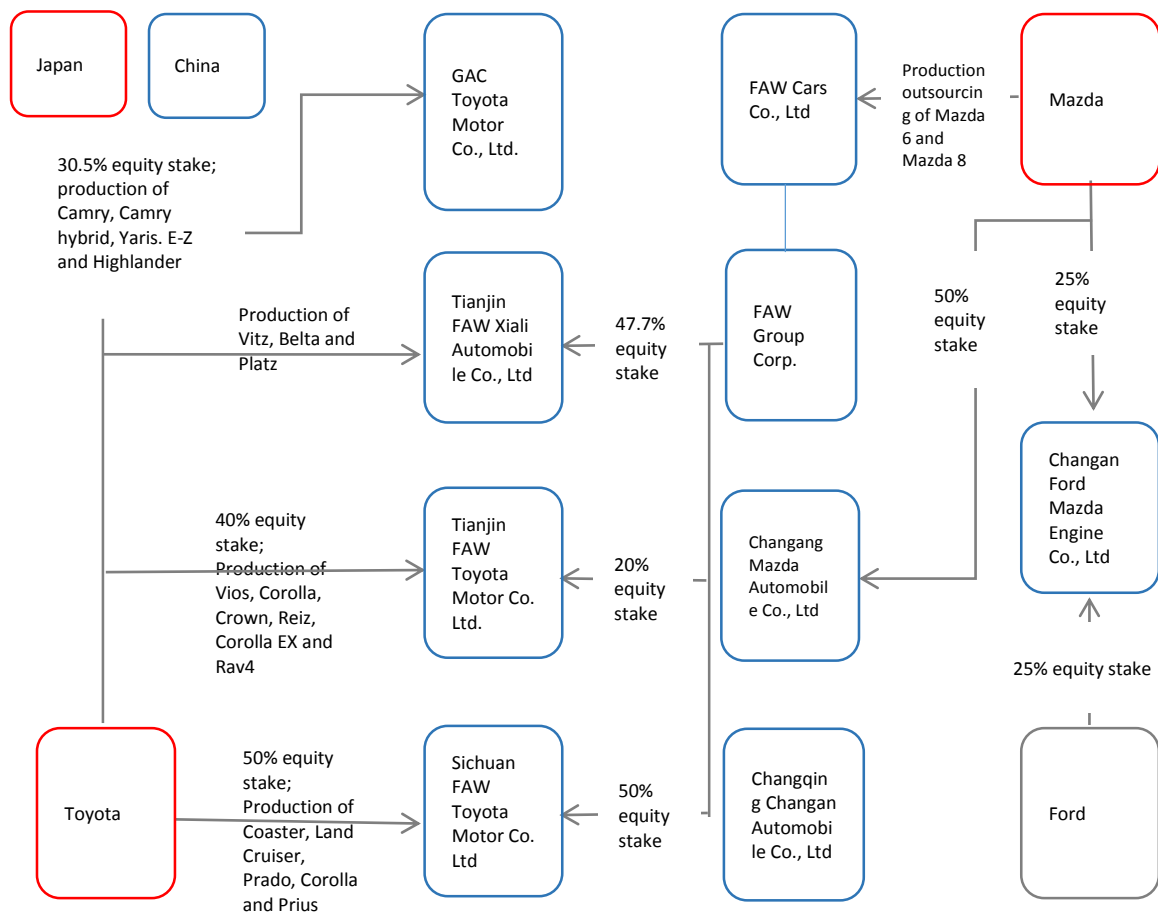 Japan
China
GAC
Toyota
Motor
Co., Ltd.
FAW Cars
Co., Ltd
Production
outsourcin
g of Mazda
6 and
Mazda 8
Mazda
30.5% equity stake;
production of
Camry, Camry
hybrid, Yaris. E-Z
and Highlander
Production of
Vitz, Belta and
Platz
Tianjin
FAW Xiali
Automobi
le Co., Ltd
47.7%
equity
stake
FAW
Group
Corp.
50%
equity
stake
25%
equity
stake
40% equity
stake;
Production of
Vios, Corolla,
Crown, Reiz,
Corolla EX and
Rav4
Tianjin
FAW
Toyota
Motor Co.
Ltd.
20%
equity
stake
Changang
Mazda
Automobil
e Co., Ltd
Changan
Ford
Mazda
Engine
Co., Ltd
25% equity stake
Toyota
50% equity
stake;
Production of
Coaster, Land
Cruiser,
Prado, Corolla
and Prius
Sichuan
FAW
Toyota
Motor Co.
Ltd
50%
equity
stake
Changqin
g Changan
Automobi
le Co., Ltd
Ford